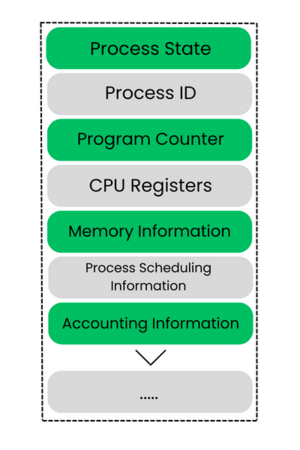 Process State
Process ID
Program Counter
CPU Registers
Memory Information
Process Scheduling
Information
Accounting Information
.....